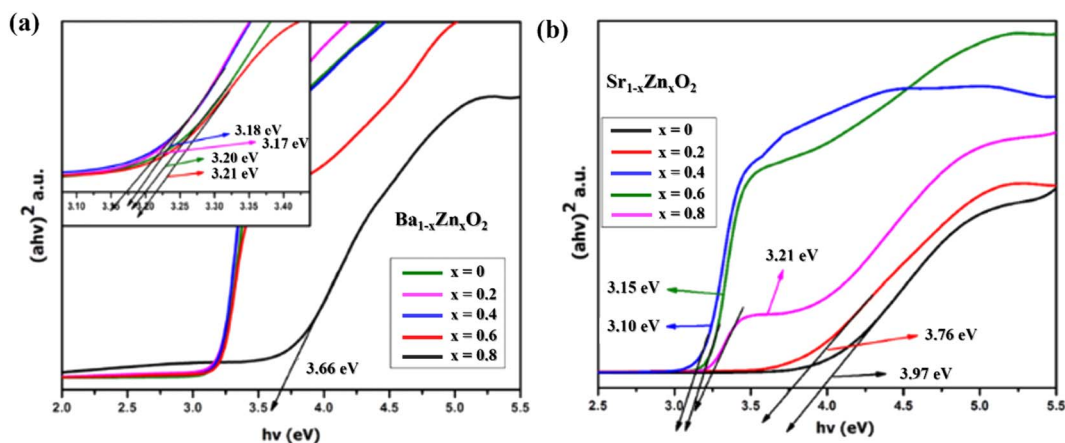 (a)
3.18 eV
3.17 eV
3.20 eV
3.21 eV
3.10 3.15 3.20 3.25 3.30 3.35 3.40
Ba1-xZnxO2
x = 0
x = 0.2
x = 0.4
x = 0.6
x = 0.8
3.66 eV
(ahv)2 a.u.
2.0 2.5 3.0 3.5 4.0 4.5 5.0 5.5
hv (eV)
(b)
Sr1-xZnxO2
x = 0
x = 0.2
x = 0.4
x = 0.6
x = 0.8
3.21 eV
3.15 eV
3.10 eV
3.76 eV
3.97 eV
(ahv)2 a.u.
2.5 3.0 3.5 4.0 4.5 5.0 5.5
hv (eV)